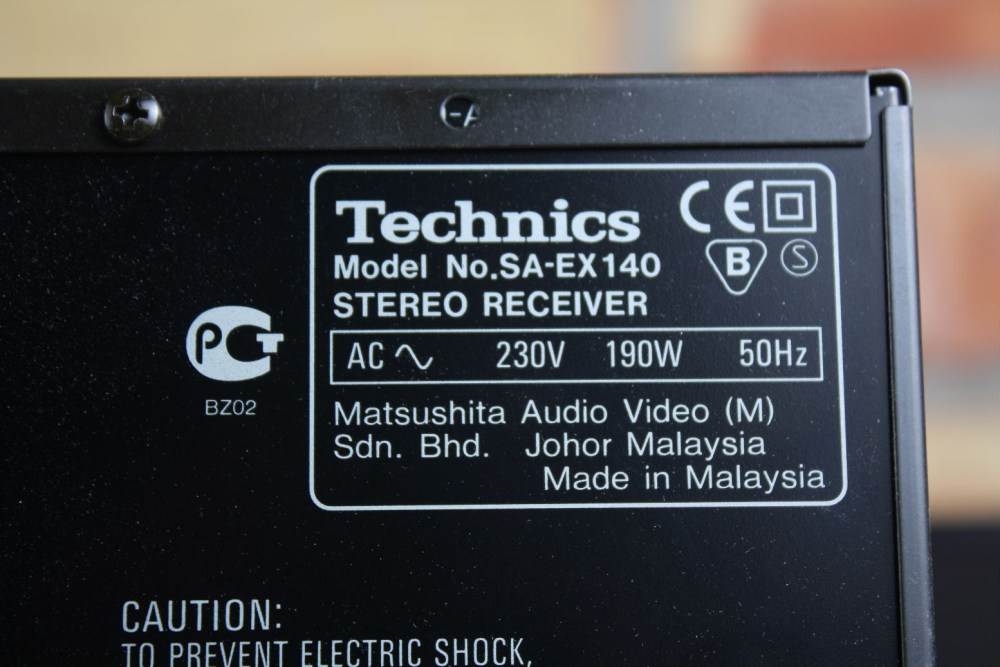 -A
Technics CE
Model No.SA-EX140 B S
STEREO RECEIVER
AC 230V 190W 50Hz
PCT
BZ02
Matsushita Audio Video (M)
Sdn. Bhd. Johor Malaysia
Made in Malaysia
CAUTION:
TO PREVENT ELECTRIC SHOCK,